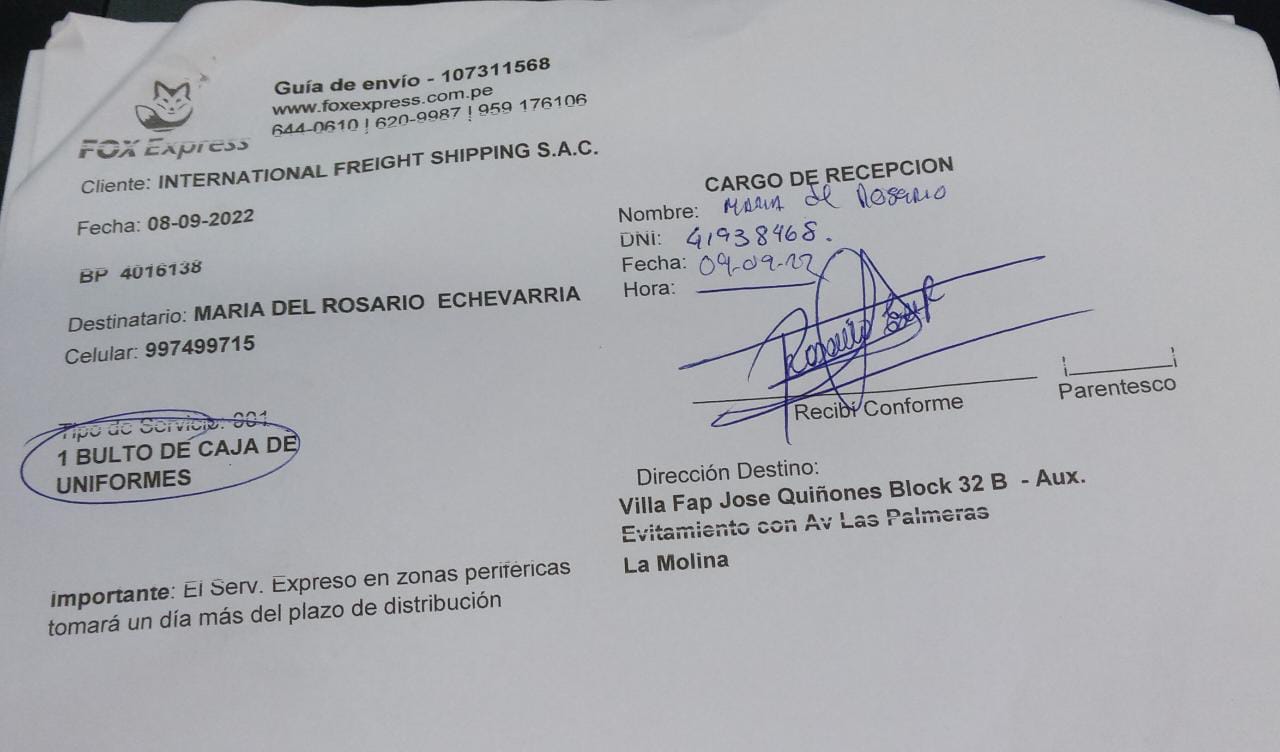 FOX Express
Guía de envío - 107311568
www.foxexpress.com.pe
644-0610 | 620-9987 | 959 176106
Cliente: INTERNATIONAL FREIGHT SHIPPING S.A.C.
Fecha: 08-09-2022
BP 4016138
Destinatario: MARIA DEL ROSARIO ECHEVARRIA
Celular: 997499715
Tipo de Servicio: 001
1 BULTO DE CAJA DE
UNIFORMES
Importante: El Serv. Expreso en zonas periféricas
tomará un día más del plazo de distribución
CARGO DE RECEPCION
Nombre: MARIA del Rosario
DNI: 41938468.
Fecha: 09-09-22
Hora:
Rosario
Recibí Conforme
Parentesco
Dirección Destino:
Villa Fap Jose Quiñones Block 32 B - Aux.
Evitamiento con Av Las Palmeras
La Molina